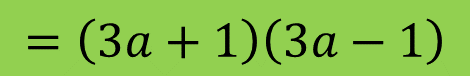 = (3𝑎 + 1)(3𝑎 − 1)